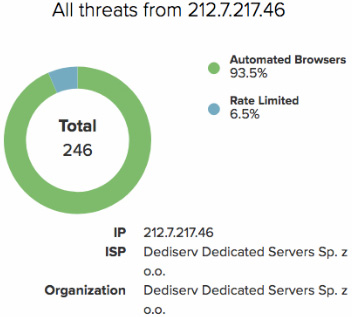 All threats from 212.7.217.46
Automated Browsers
93.5%
Rate Limited
6.5%
Total
246
IP 212.7.217.46
ISP Dediserv Dedicated Servers Sp. z
o.o.
Organization Dediserv Dedicated Servers Sp. z
o.o.